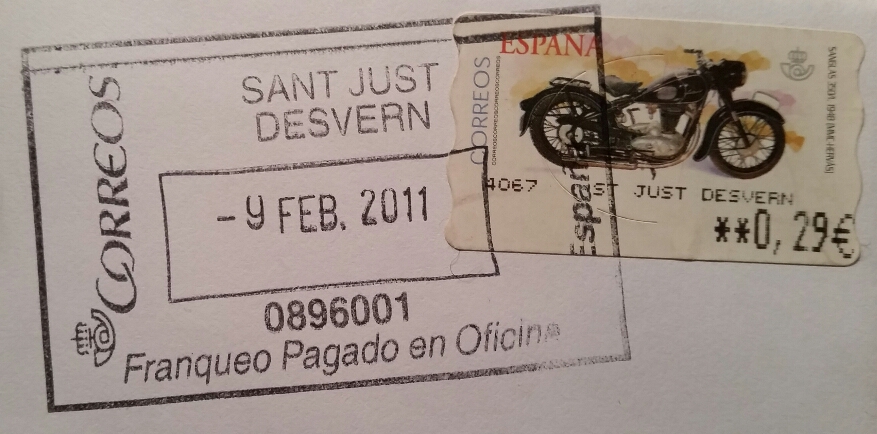 CORREOS
SANT JUST
DESVERN
-9 FEB. 2011
0896001
Franqueo Pagado en Oficina
España
ESPAÑA
CORREOS
4067 ST JUST DESVERN
**0,29€